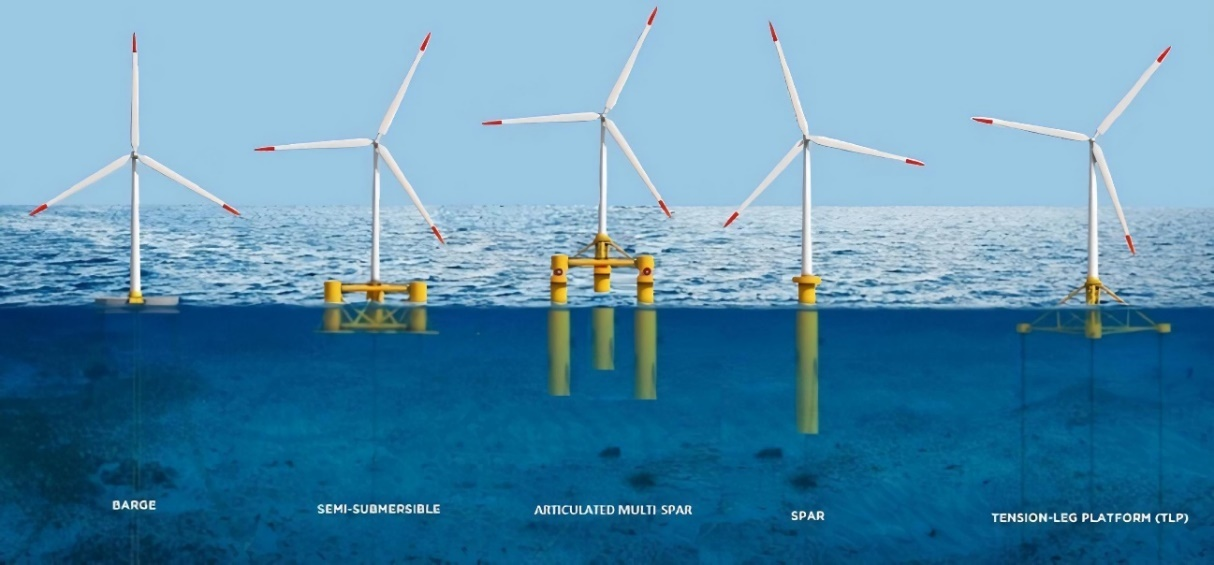 BARGE
SEMI-SUBMERSIBLE
ARTICULATED MULTI-SPAR
SPAR
TENSION-LEG PLATFORM (TLP)